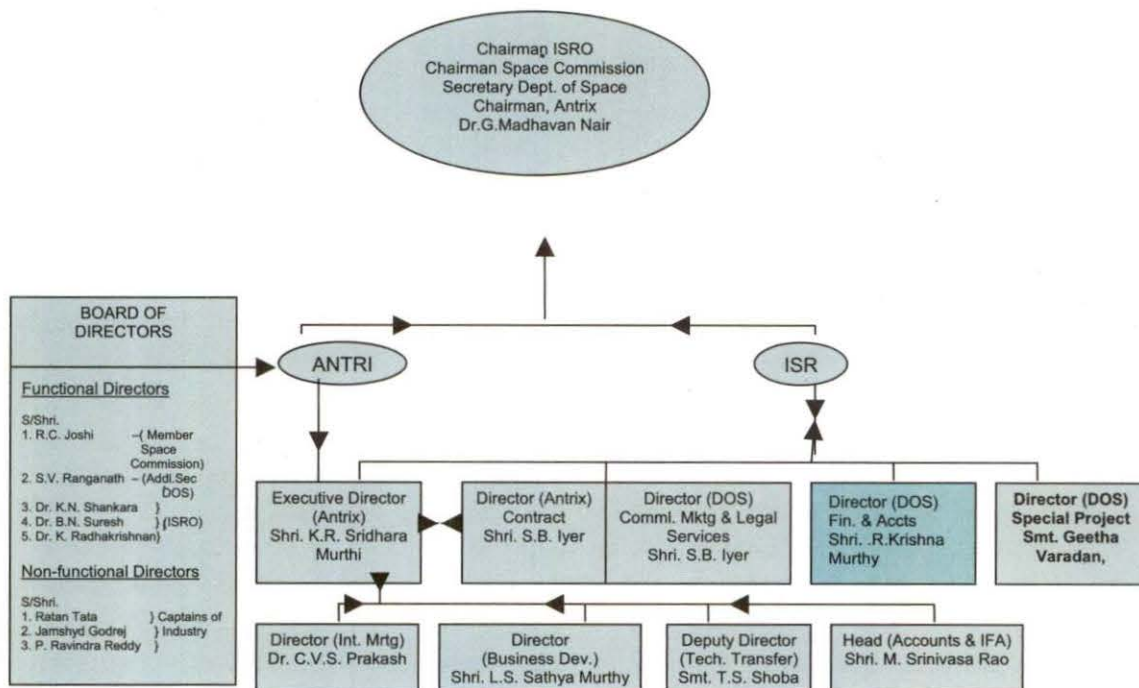 Chairman ISRO
Chairman Space Commission
Secretary Dept. of Space
Chairman, Antrix
Dr.G.Madhavan Nair
BOARD OF
DIRECTORS
Functional Directors
S/Shri.
1. R.C. Joshi –( Member
Space
Commission)
2. S.V. Ranganath – (Addl.Sec
DOS)
3. Dr. K.N. Shankara }
4. Dr. B.N. Suresh } (ISRO)
5. Dr. K. Radhakrishnan}
Non-functional Directors
S/Shri.
1. Ratan Tata } Captains of
2. Jamshyd Godrej } Industry
3. P. Ravindra Reddy }
ANTRI
ISR
Executive Director
(Antrix)
Shri. K.R. Sridhara
Murthi
Director (Antrix)
Contract
Shri. S.B. Iyer
Director (DOS)
Comml. Mktg & Legal
Services
Shri. S.B. Iyer
Director (DOS)
Fin. & Accts
Shri. .R.Krishna
Murthy
Director (DOS)
Special Project
Smt. Geetha
Varadan,
Director (Int. Mrtg)
Dr. C.V.S. Prakash
Director
(Business Dev.)
Shri. L.S. Sathya Murthy
Deputy Director
(Tech. Transfer)
Smt. T.S. Shoba
Head (Accounts & IFA)
Shri. M. Srinivasa Rao